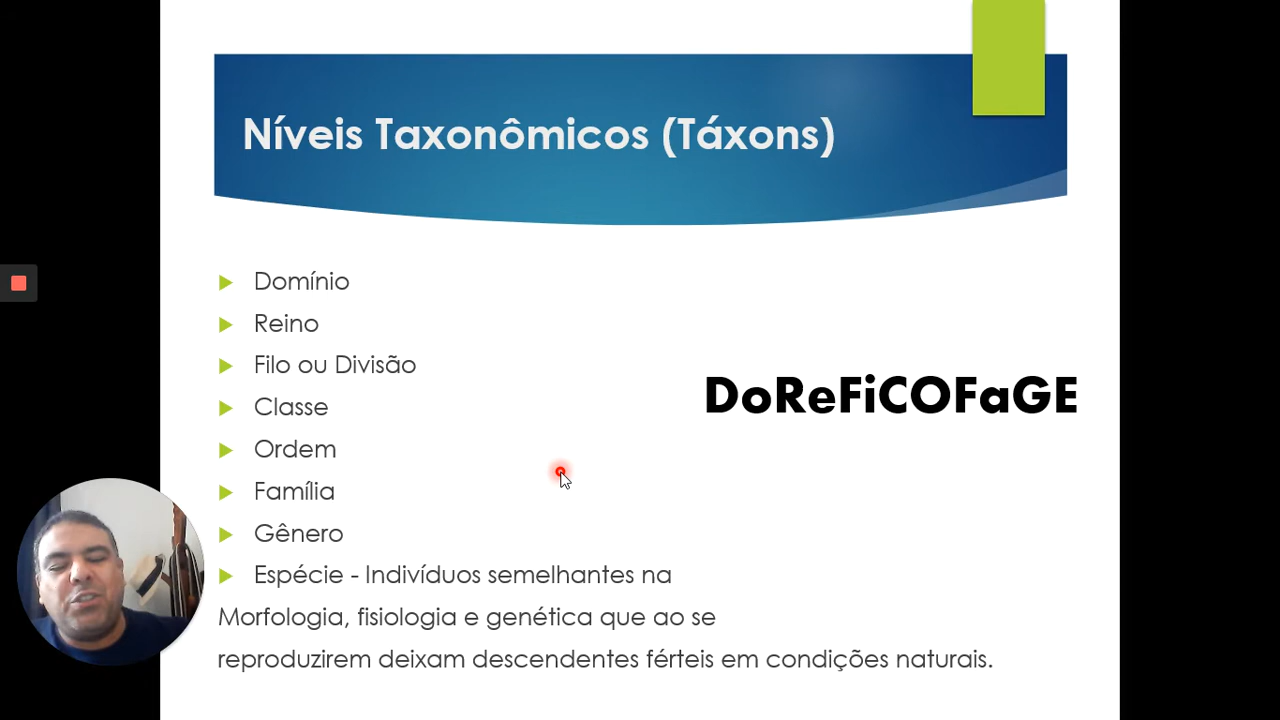 Níveis Taxonômicos (Táxons)
Domínio
Reino
Filo ou Divisão
Classe
DoReFiCOFaGE
Ordem
Família
Gênero
Espécie - Indivíduos semelhantes na
Morfologia, fisiologia e genética que ao se
reproduzirem deixam descendentes férteis em condições naturais.